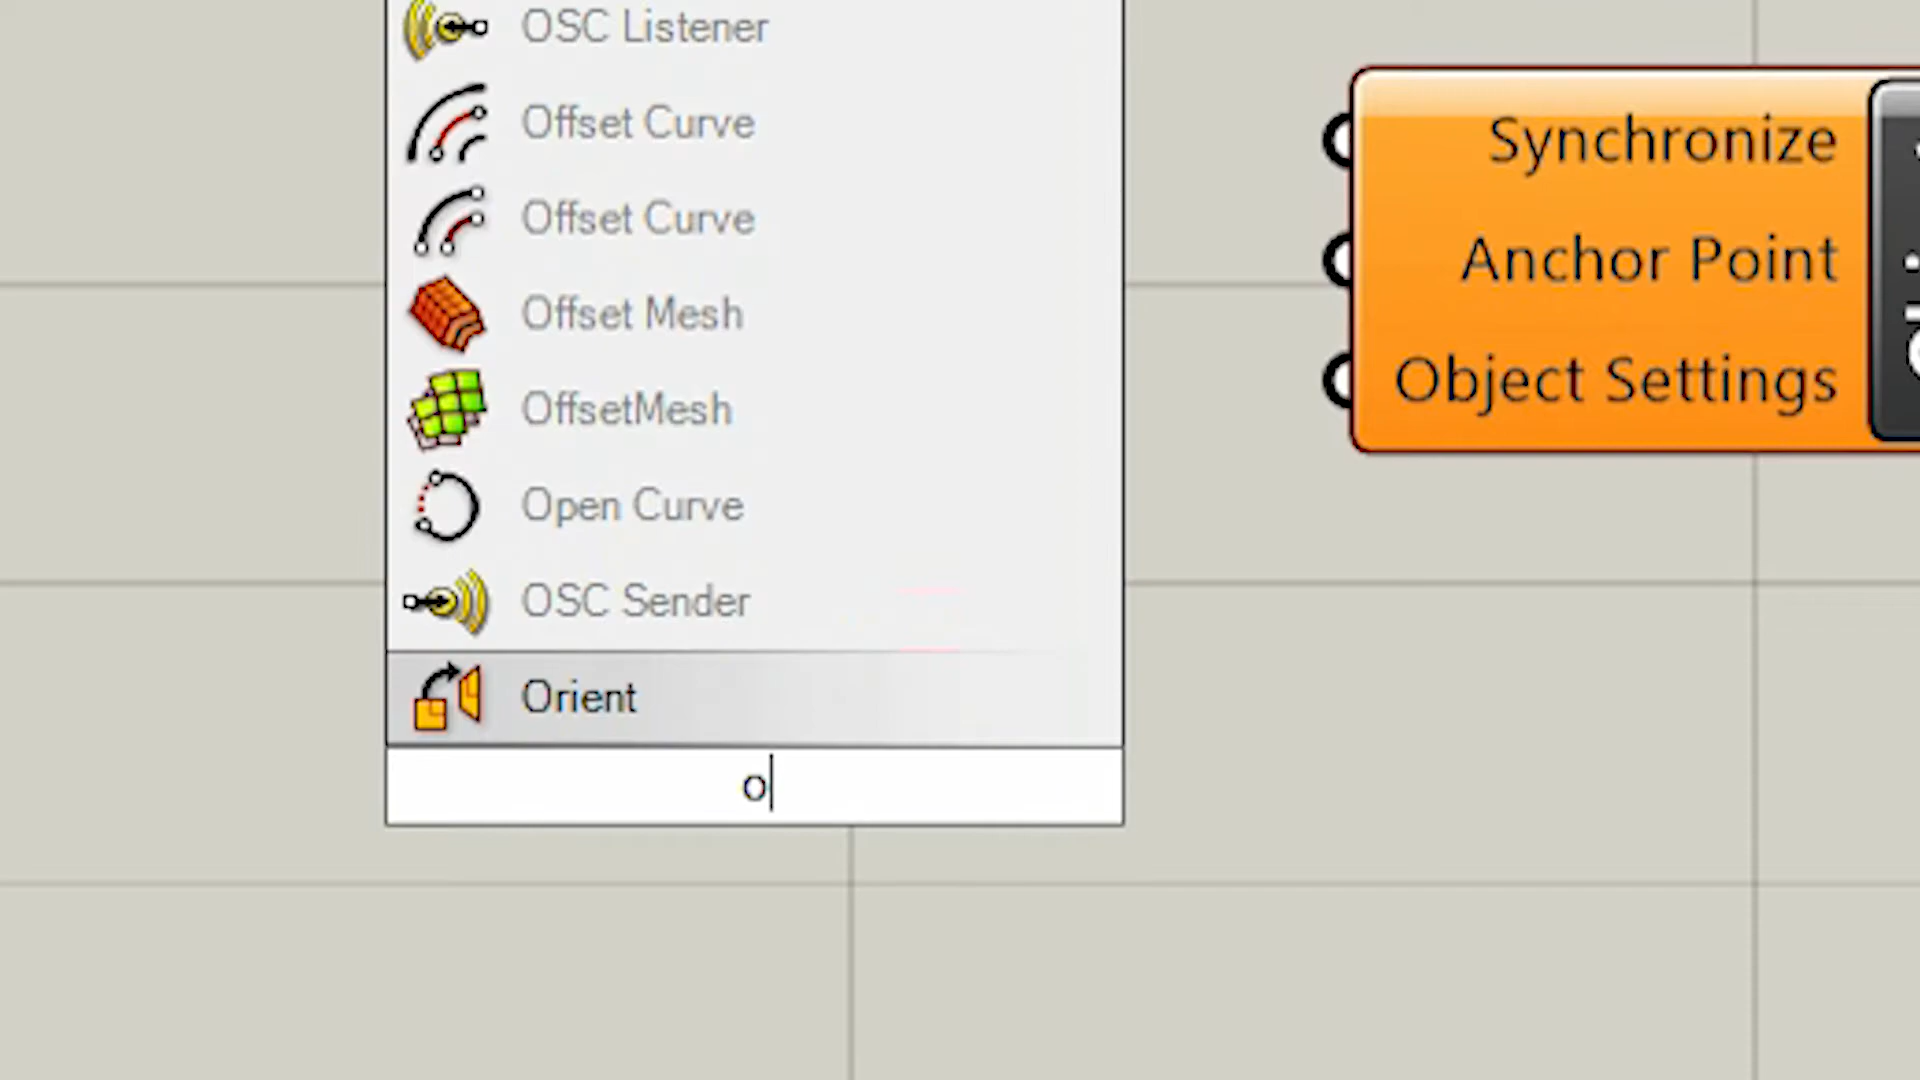 OSC Listener
Offset Curve
Offset Curve
Offset Mesh
OffsetMesh
Open Curve
OSC Sender
Orient
o
Synchronize
Anchor Point
Object Settings